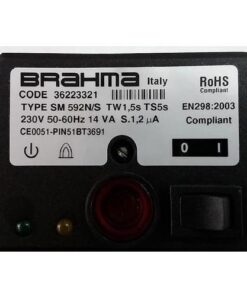 BRAHMA Italy
RoHS
Compliant
CODE 36223321
TYPE SM 592N/S TW1,5s TS5s
EN298:2003
230V 50-60Hz 14 VA S.1,2 µA
Compliant
CE0051-PIN51BT3691
0 I